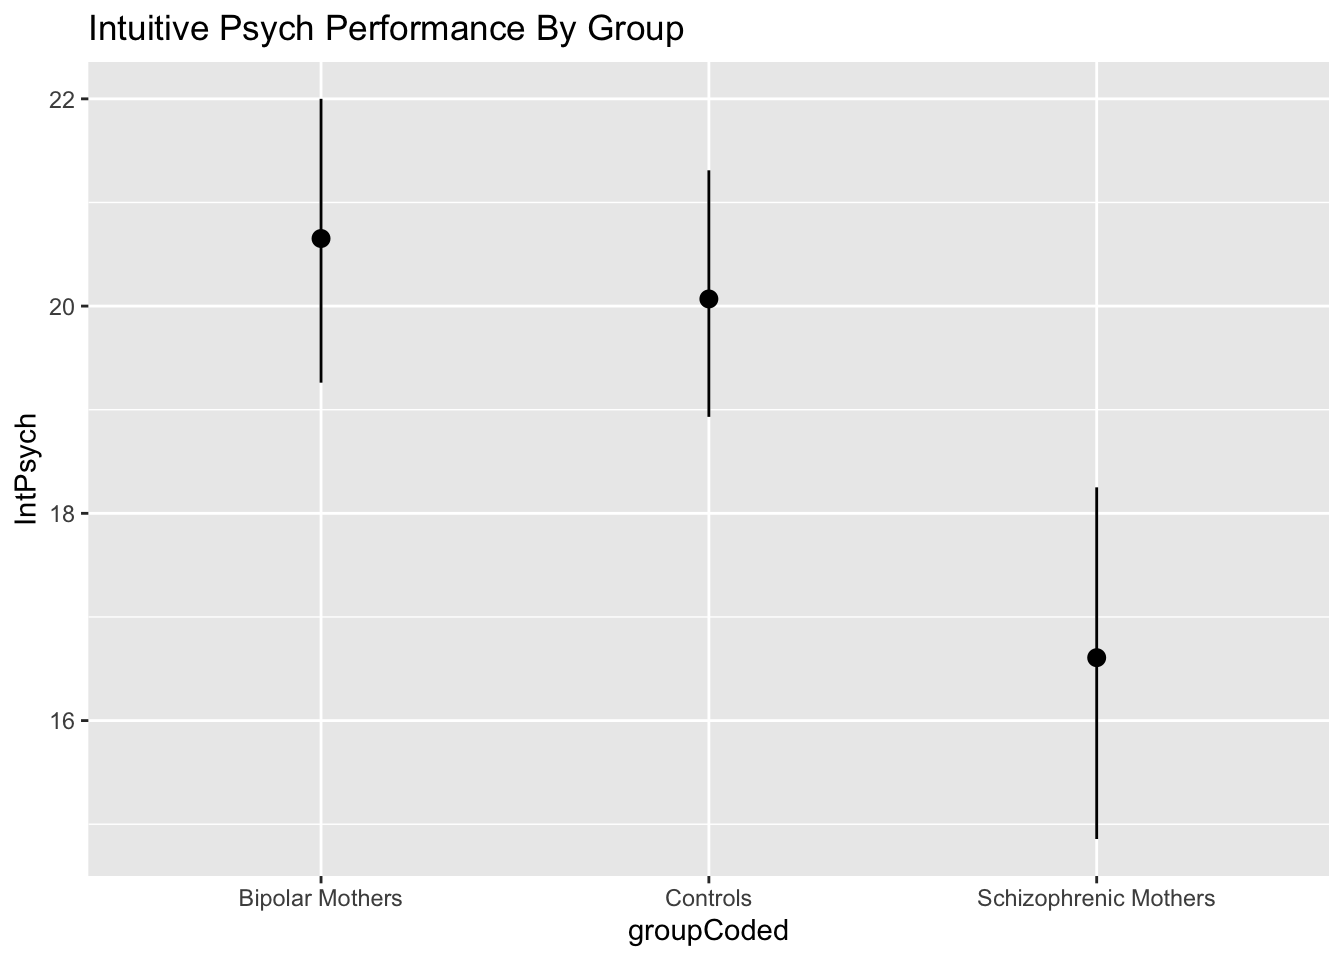 Intuitive Psych Performance By Group
22
20
18
16
IntPsych
Bipolar Mothers
Controls
Schizophrenic Mothers
groupCoded